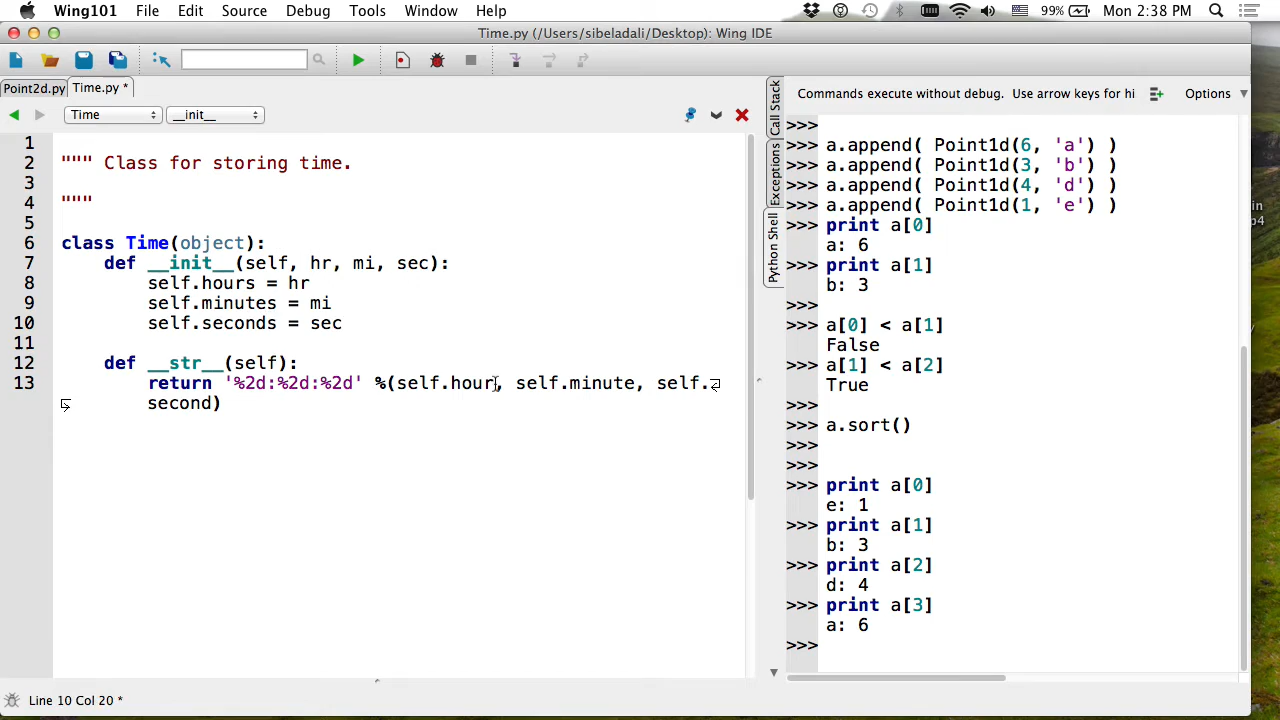 Wing101 File Edit Source Debug Tools Window Help 99% Mon 2:38 PM
Time.py (/Users/sibeladali/Desktop): Wing IDE
Point2d.py Time.py *
Time __init__
1
2 """ Class for storing time.
3
4 """
5
6 class Time(object):
7 def __init__(self, hr, mi, sec):
8 self.hours = hr
9 self.minutes = mi
10 self.seconds = sec
11
12 def __str__(self):
13 return '%2d:%2d:%2d' %(self.hour, self.minute, self.
second)
Line 10 Col 20 *
Call Stack
Exceptions
Python Shell
Commands execute without debug. Use arrow keys for hi Options
>>>
>>> a.append( Point1d(6, 'a') )
>>> a.append( Point1d(3, 'b') )
>>> a.append( Point1d(4, 'd') )
>>> a.append( Point1d(1, 'e') )
>>> print a[0]
a: 6
>>> print a[1]
b: 3
>>>
>>> a[0] < a[1]
False
>>> a[1] < a[2]
True
>>>
>>> a.sort()
>>>
>>>
>>> print a[0]
e: 1
>>> print a[1]
b: 3
>>> print a[2]
d: 4
>>> print a[3]
a: 6
>>>